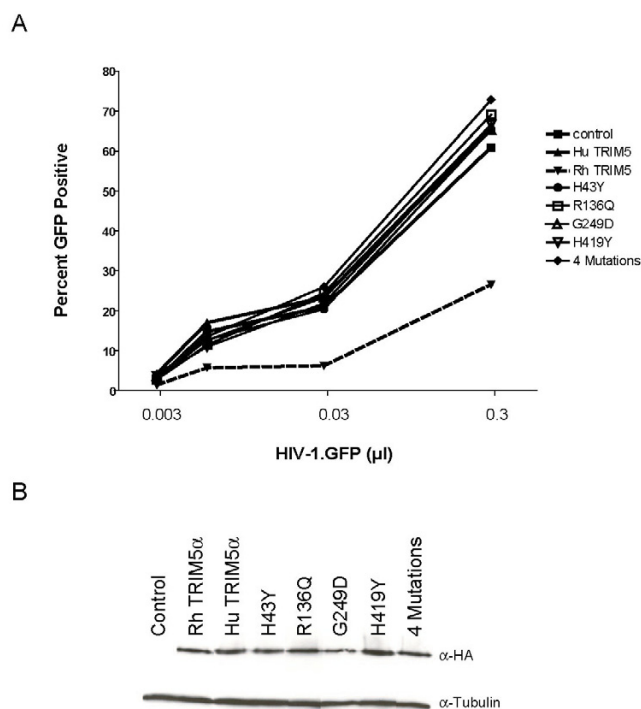 A
80
70
60
50
40
30
20
10
0
Percent GFP Positive
0.003
0.03
0.3
HIV-1.GFP (µl)
control
Hu TRIM5
Rh TRIM5
H43Y
R136Q
G249D
H419Y
4 Mutations
B
Control
Rh TRIM5α
Hu TRIM5α
H43Y
R136Q
G249D
H419Y
4 Mutations
α-HA
α-Tubulin